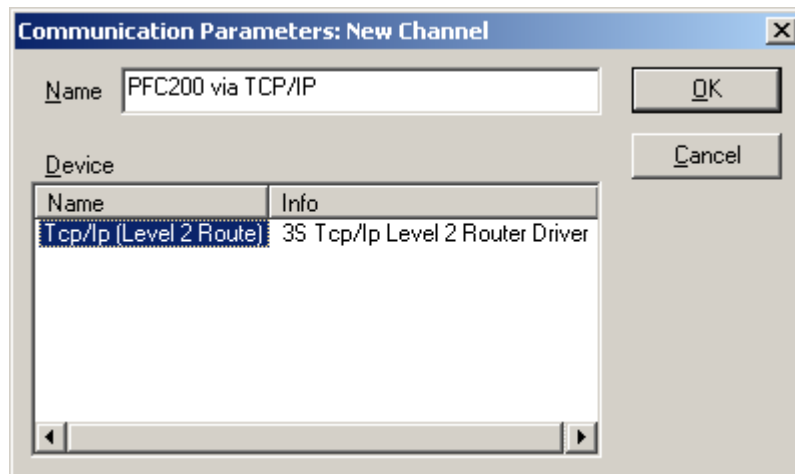 Communication Parameters: New Channel
Name PFC200 via TCP/IP OK
Cancel
Device
Name Info
Tcp/Ip (Level 2 Route) 3S Tcp/Ip Level 2 Router Driver